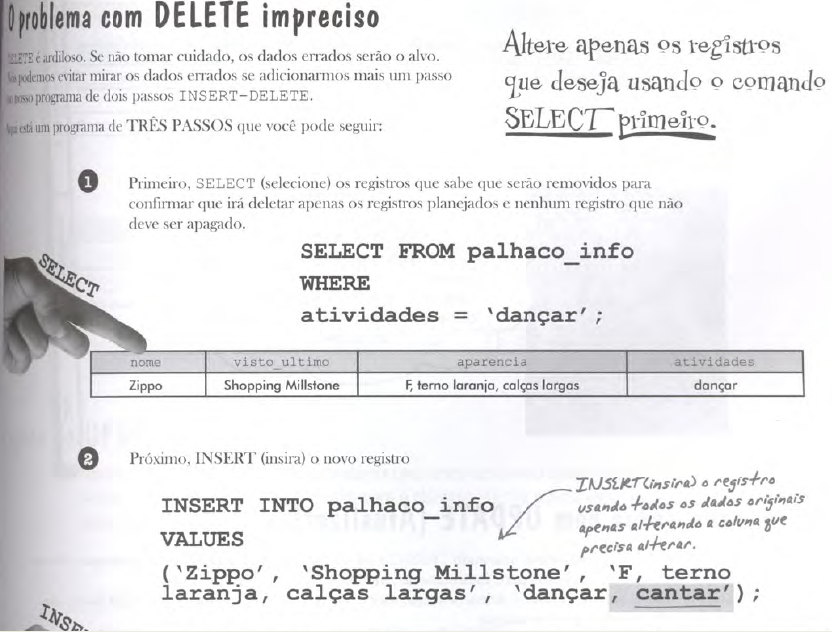 O problema com DELETE impreciso
DELETE é ardiloso. Se não tomar cuidado, os dados errados serão o alvo.
podemos evitar mirar os dados errados se adicionarmos mais um passo
ao nosso programa de dois passos INSERT-DELETE.
Aqui está um programa de TRÊS PASSOS que você pode seguir:
Altere apenas os registros
que deseja usando o comando
SELECT primeiro.
1 Primeiro, SELECT (selecione) os registros que sabe que serão removidos para
confirmar que irá deletar apenas os registros planejados e nenhum registro que não
deve ser apagado.
SELECT FROM palhaco_info
WHERE
atividades = 'dançar';
SELECT
nome visto_ultimo aparencia atividades
Zippo Shopping Millstone F, terno laranja, calças largas dançar
2 Próximo, INSERT (insira) o novo registro
INSERT INTO palhaco_info
VALUES
('Zippo', 'Shopping Millstone', 'F, terno
laranja, calças largas', 'dançar, cantar');
INSERT (insira) o registro
usando todos os dados originais
apenas alterando a coluna que
precisa alterar.
INSE